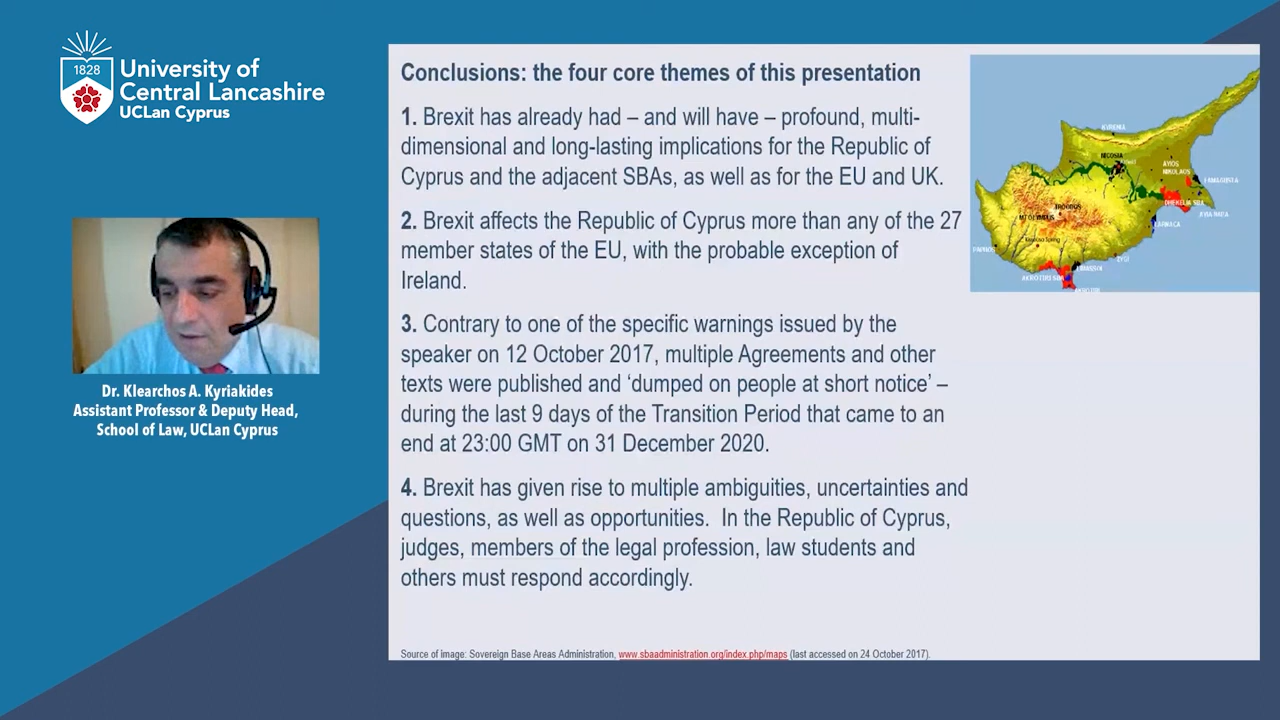 1828
University of
Central Lancashire
UCLan Cyprus
Dr. Klearchos A. Kyriakides
Assistant Professor & Deputy Head,
School of Law, UCLan Cyprus
Conclusions: the four core themes of this presentation
1. Brexit has already had – and will have – profound, multi-
dimensional and long-lasting implications for the Republic of
Cyprus and the adjacent SBAs, as well as for the EU and UK.
2. Brexit affects the Republic of Cyprus more than any of the 27
member states of the EU, with the probable exception of
Ireland.
3. Contrary to one of the specific warnings issued by the
speaker on 12 October 2017, multiple Agreements and other
texts were published and ‘dumped on people at short notice’ –
during the last 9 days of the Transition Period that came to an
end at 23:00 GMT on 31 December 2020.
4. Brexit has given rise to multiple ambiguities, uncertainties and
questions, as well as opportunities.  In the Republic of Cyprus,
judges, members of the legal profession, law students and
others must respond accordingly.
KYRENIA
NICOSIA
AYIOS
NIKOLAOS
FAMAGUSTA
DHEKELIA SBA
AYIA NAPA
LARNACA
TROODOS
MT OLYMPUS
PAPHOS
ZYGI
LIMASSOL
AKROTIRI SBA
AKROTIRI
Source of image: Sovereign Base Areas Administration, www.sbaadministration.org/index.php/maps (last accessed on 24 October 2017).